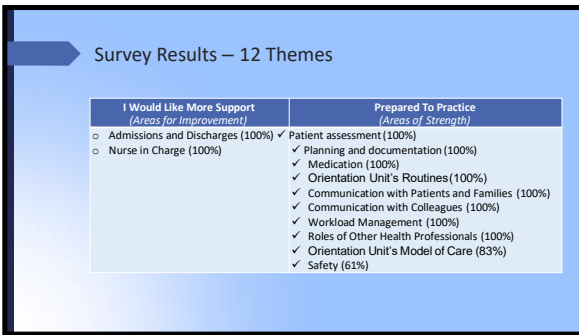 Survey Results – 12 Themes
I Would Like More Support
(Areas for Improvement)
Prepared To Practice
(Areas of Strength)
o Admissions and Discharges (100%)
o Nurse in Charge (100%)
✓ Patient assessment (100%)
✓ Planning and documentation (100%)
✓ Medication (100%)
✓ Orientation Unit's Routines (100%)
✓ Communication with Patients and Families (100%)
✓ Communication with Colleagues (100%)
✓ Workload Management (100%)
✓ Roles of Other Health Professionals (100%)
✓ Orientation Unit's Model of Care (83%)
✓ Safety (61%)